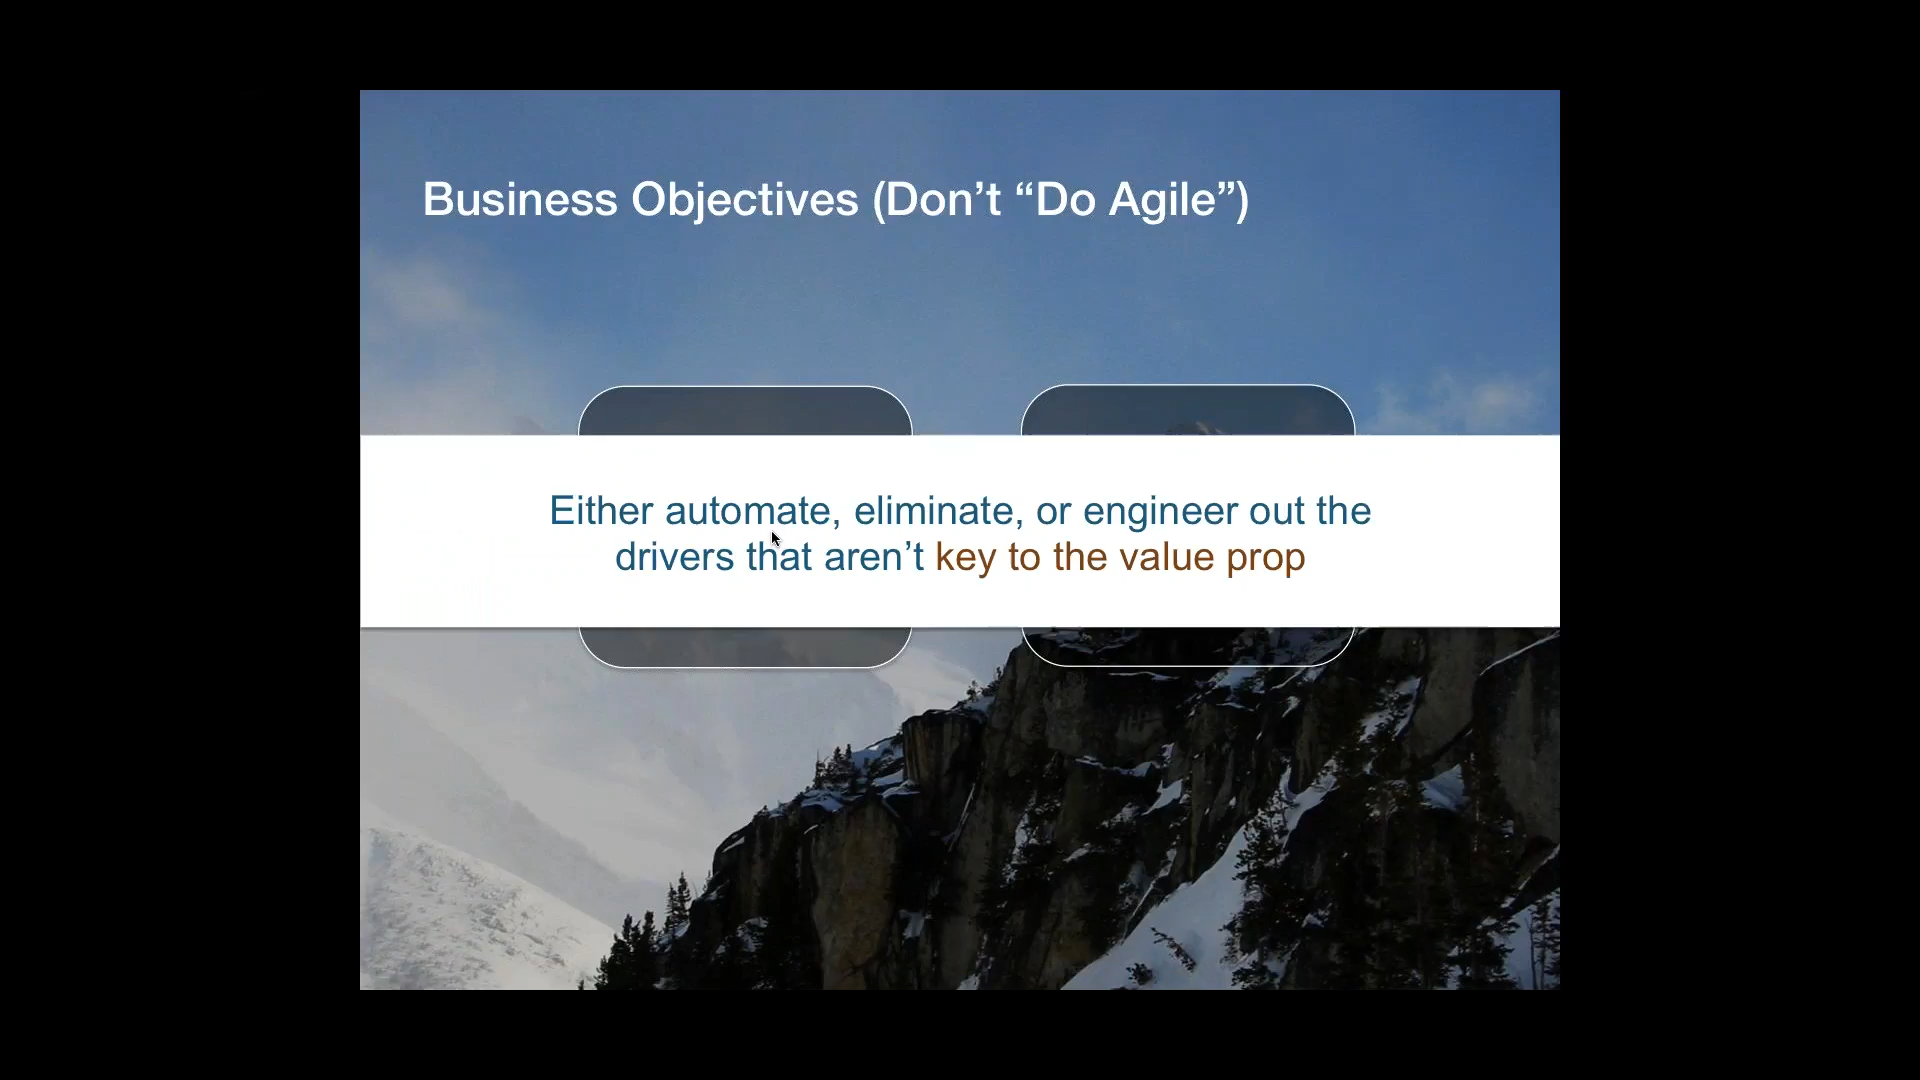 Business Objectives (Don’t “Do Agile”)
Either automate, eliminate, or engineer out the
drivers that aren’t key to the value prop